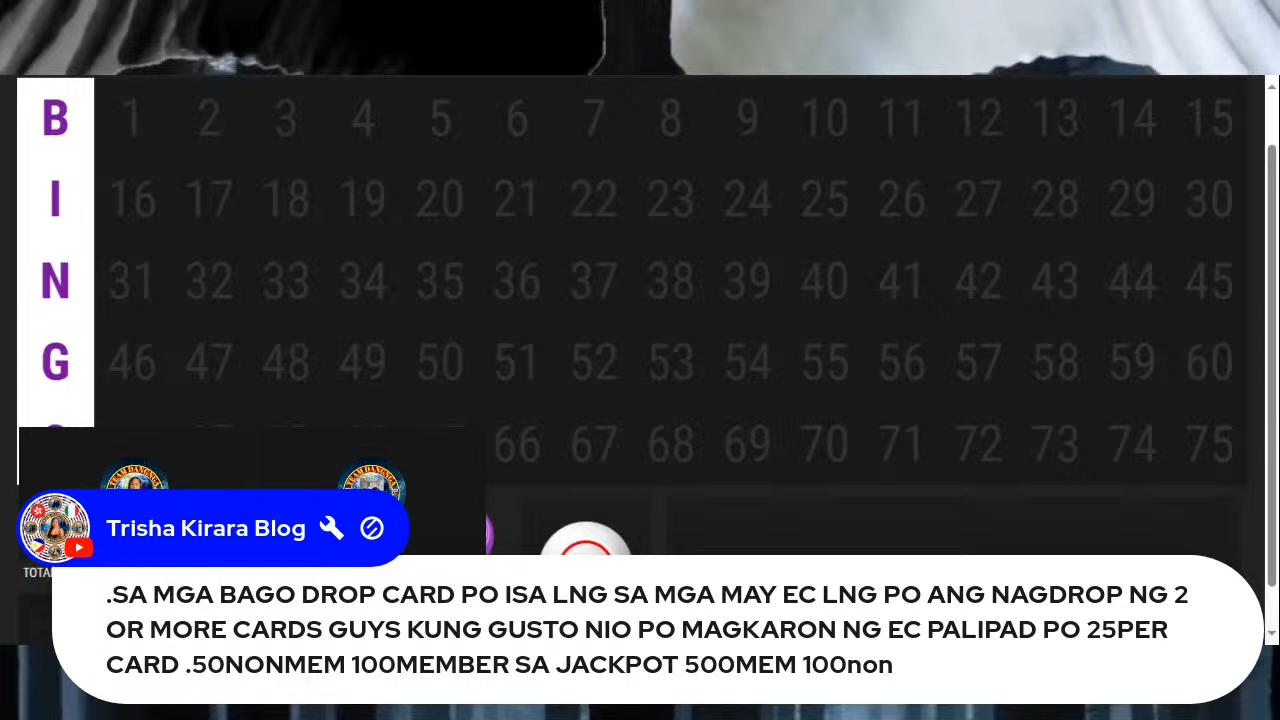 B 1 2 3 4 5 6 7 8 9 10 11 12 13 14 15
I 16 17 18 19 20 21 22 23 24 25 26 27 28 29 30
N 31 32 33 34 35 36 37 38 39 40 41 42 43 44 45
G 46 47 48 49 50 51 52 53 54 55 56 57 58 59 60
66 67 68 69 70 71 72 73 74 75
TEAM DANGNGA TEAM DANGNGA
Trisha Kirara Blog
.SA MGA BAGO DROP CARD PO ISA LNG SA MGA MAY EC LNG PO ANG NAGDROP NG 2
OR MORE CARDS GUYS KUNG GUSTO NIO PO MAGKARON NG EC PALIPAD PO 25PER
CARD .50NONMEM 100MEMBER SA JACKPOT 500MEM 100non